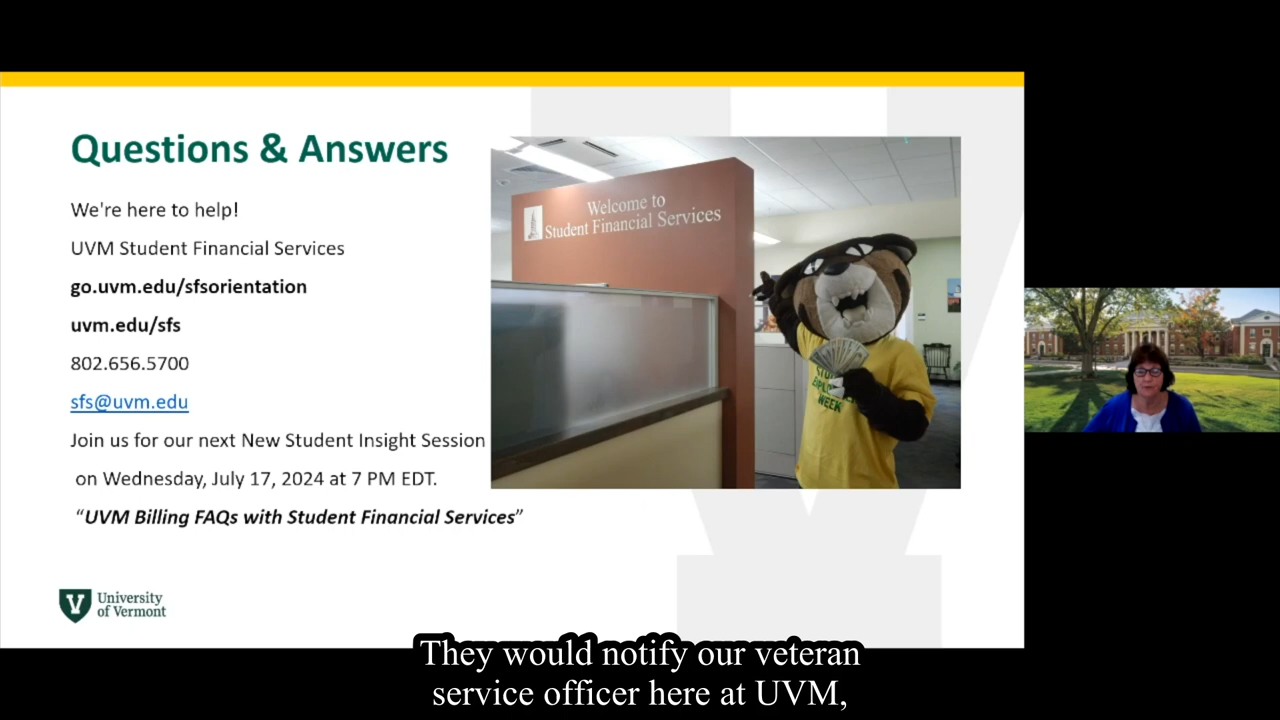 Questions & Answers
We're here to help!
UVM Student Financial Services
go.uvm.edu/sfsorientation
uvm.edu/sfs
802.656.5700
sfs@uvm.edu
Join us for our next New Student Insight Session
on Wednesday, July 17, 2024 at 7 PM EDT.
“UVM Billing FAQs with Student Financial Services”
Welcome to
Student Financial Services
WEEK
V
University
of Vermont
They would notify our veteran
service officer here at UVM,